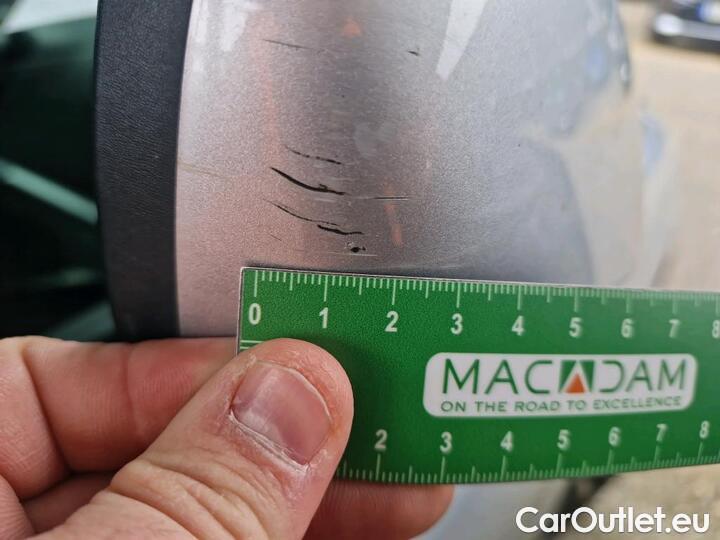 0 1 2 3 4 5 6 7 8
MACADAM
ON THE ROAD TO EXCELLENCE
2 3 4 5 6 7 8
CarOutlet.eu